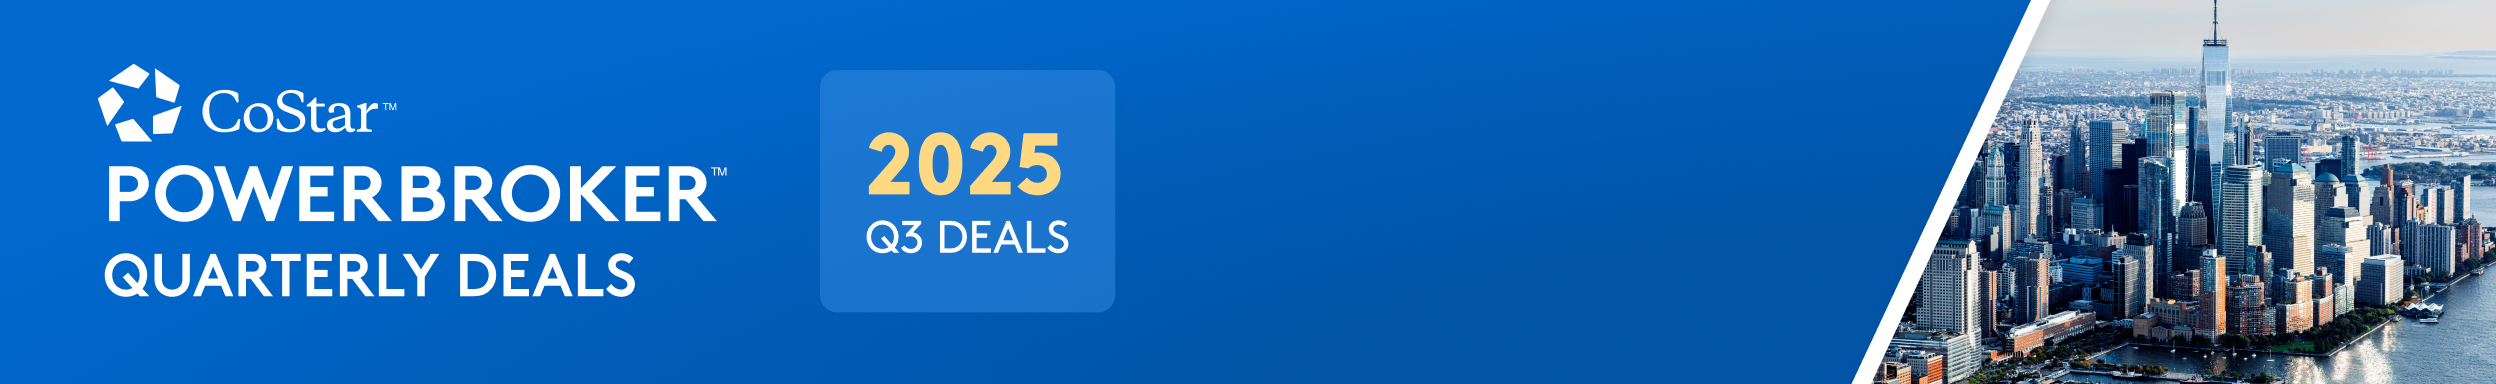 CoStar™
POWERBROKER™
QUARTERLY DEALS
2025
Q3 DEALS